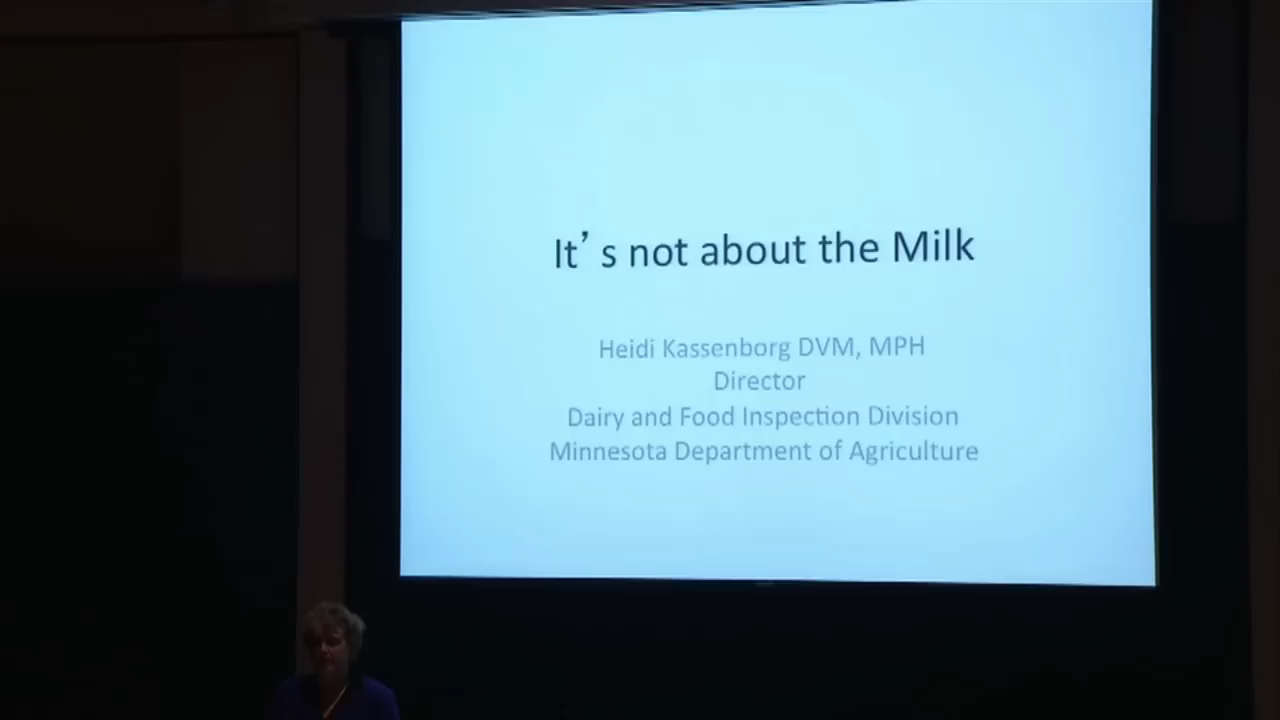 It’s not about the Milk
Heidi Kassenborg DVM, MPH
Director
Dairy and Food Inspection Division
Minnesota Department of Agriculture